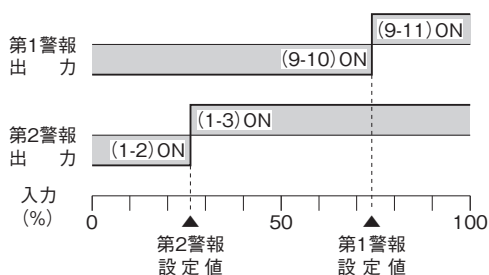 第1警報
出　力
(9-11) ON
(9-10) ON
第2警報
出　力
(1-3) ON
(1-2) ON
入力
(%)
0 50 100
第2警報
設定値
第1警報
設定値